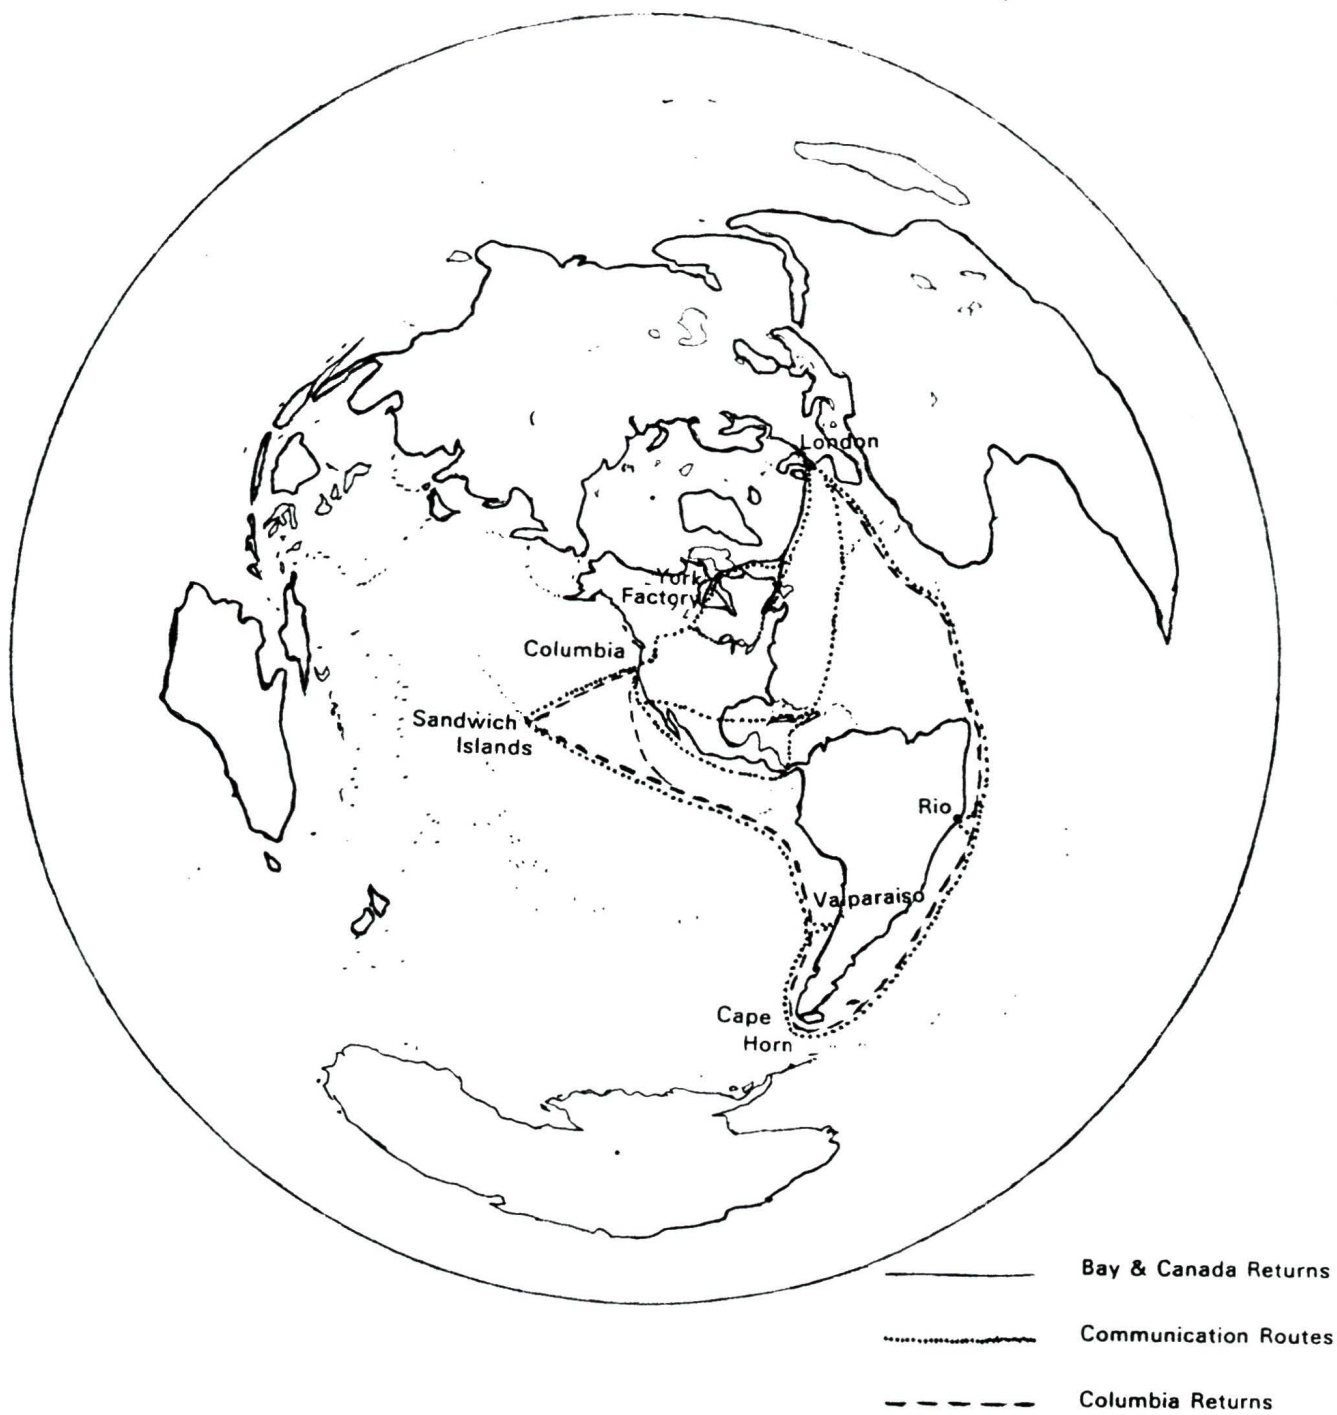 London
York
Factory
Columbia
Sandwich
Islands
Rio
Valparaiso
Cape
Horn
Bay & Canada Returns
Communication Routes
Columbia Returns